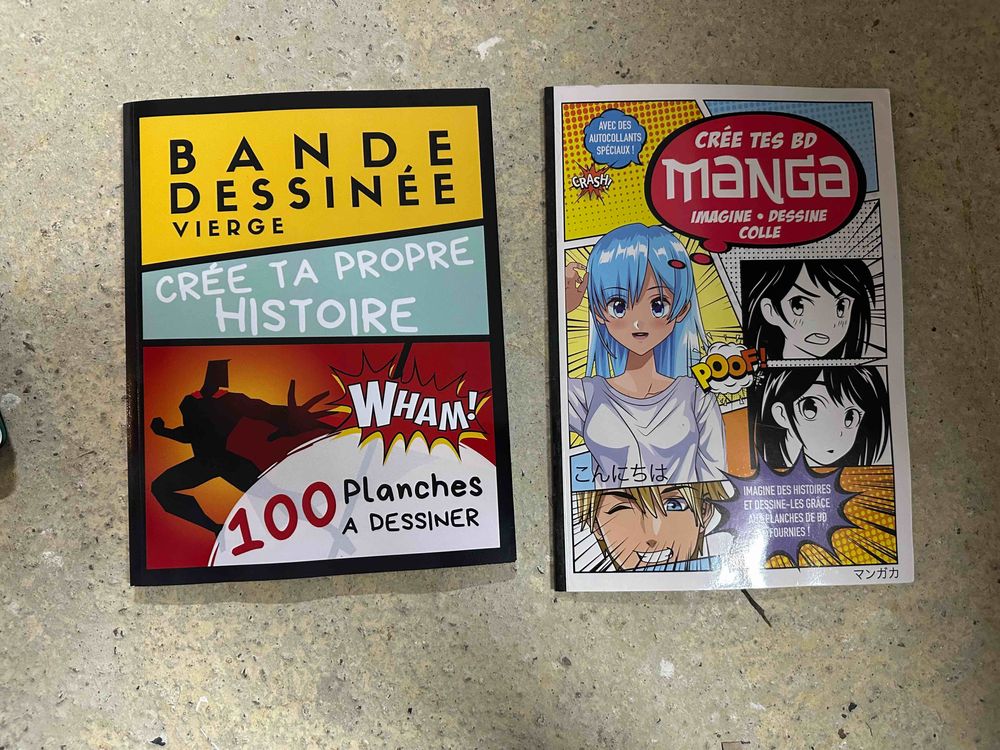 BANDE
DESSINÉE
VIERGE
CRÉE TA PROPRE
HISTOIRE
WHAM!
100 Planches
A DESSINER
AVEC DES
AUTOCOLLANTS
SPÉCIAUX !
CRASH!
CRÉE TES BD
MANGA
IMAGINE • DESSINE
COLLE
POOF!
こんにちは
IMAGINE DES HISTOIRES
ET DESSINE-LES GRÂCE
AUX PLANCHES DE BD
FOURNIES !
マンガカ